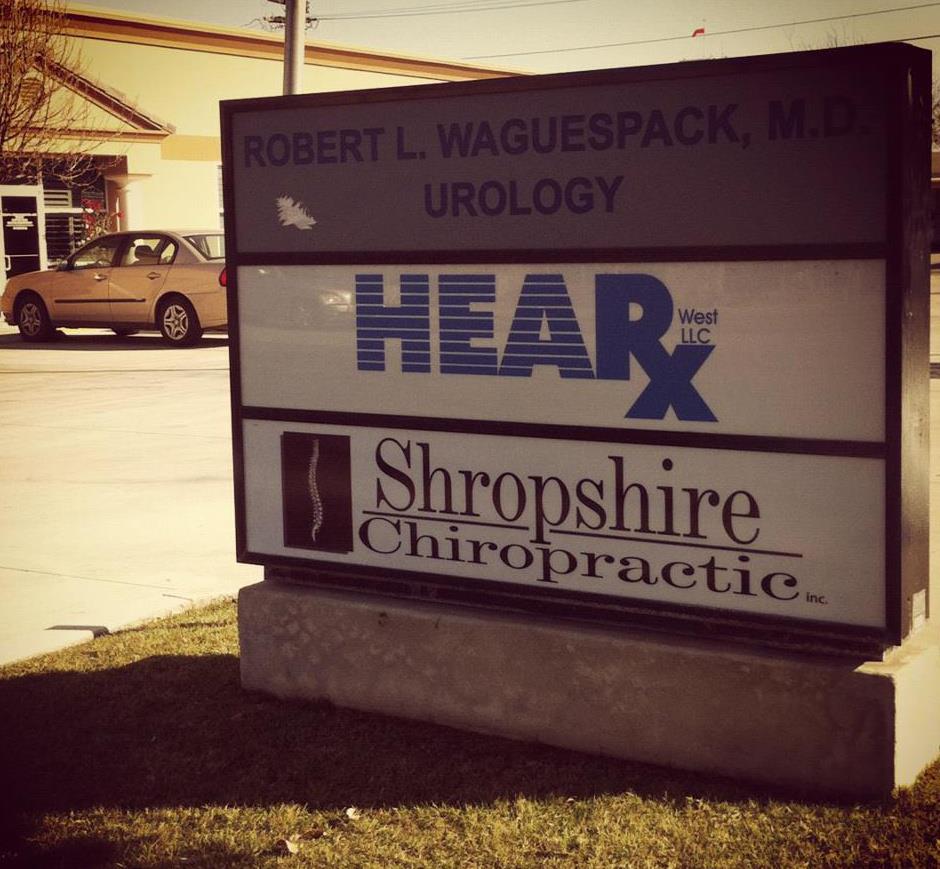 ROBERT L. WAGUESPACK, M.D.
UROLOGY
HEARx
West
LLC
Shropshire
Chiropractic
inc.